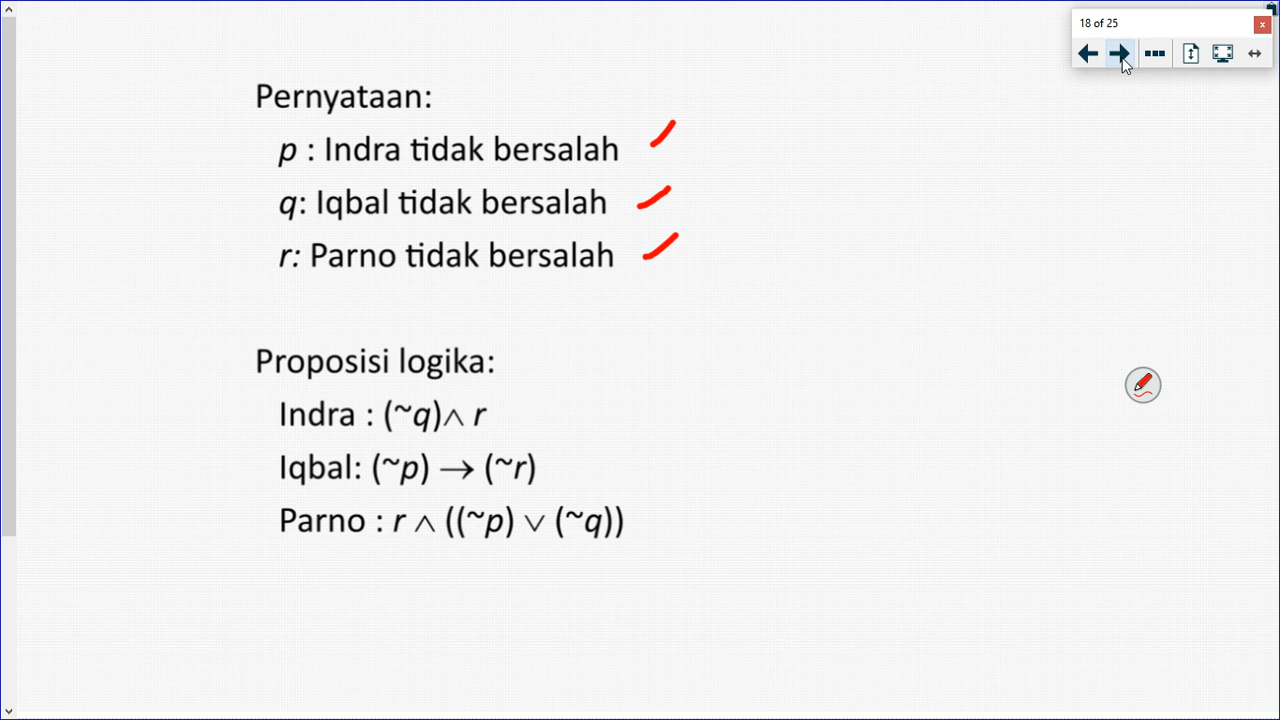 18 of 25
Pernyataan:
p : Indra tidak bersalah
q: Iqbal tidak bersalah
r: Parno tidak bersalah
Proposisi logika:
Indra : (~q)∧ r
Iqbal: (~p) → (~r)
Parno : r ∧ ((~p) ∨ (~q))